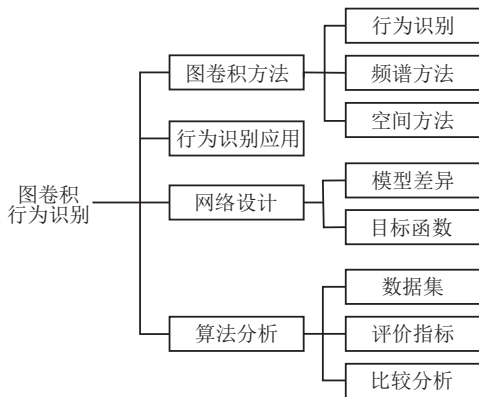 图卷积
行为识别
图卷积方法
行为识别
频谱方法
空间方法
行为识别应用
网络设计
模型差异
目标函数
算法分析
数据集
评价指标
比较分析